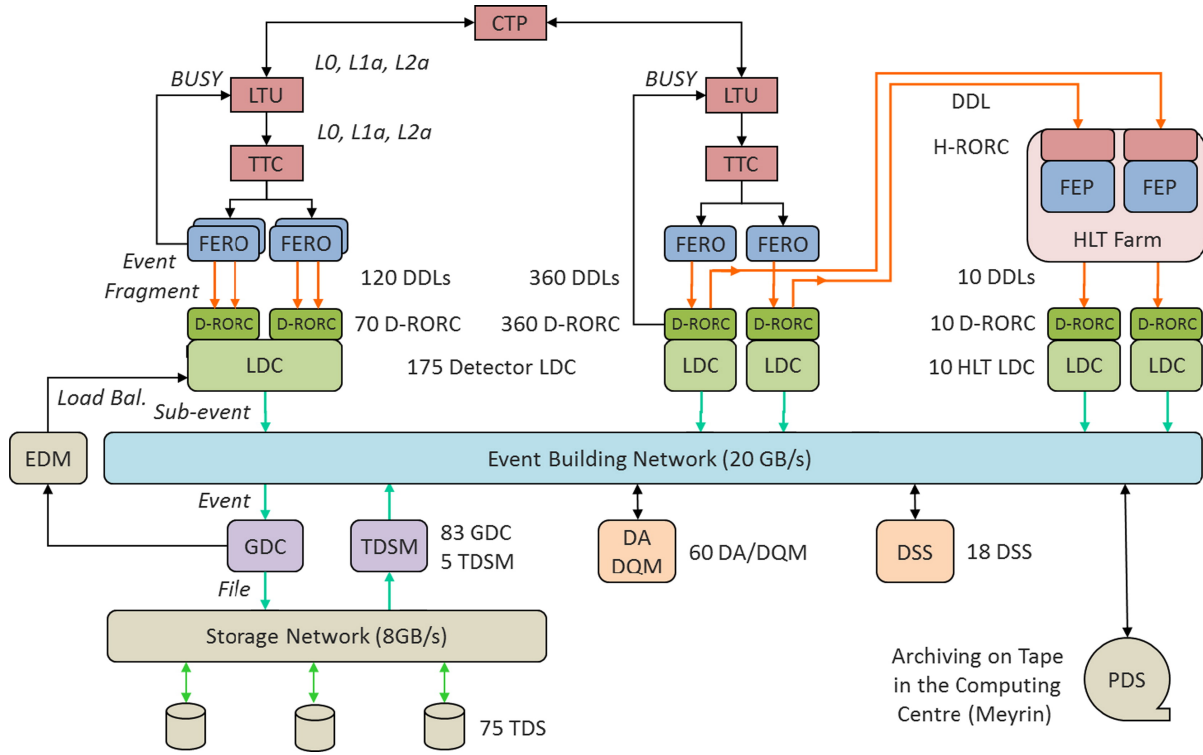 CTP
L0, L1a, L2a
BUSY
LTU
BUSY
LTU
DDL
L0, L1a, L2a
TTC
TTC
H-RORC
FEP
FEP
FERO
FERO
FERO
FERO
HLT Farm
Event
Fragment
120 DDLs
360 DDLs
10 DDLs
D-RORC
D-RORC
70 D-RORC
360 D-RORC
D-RORC
D-RORC
10 D-RORC
D-RORC
D-RORC
LDC
175 Detector LDC
LDC
LDC
10 HLT LDC
LDC
LDC
Load Bal.
Sub-event
EDM
Event Building Network (20 GB/s)
Event
GDC
TDSM
83 GDC
5 TDSM
DA
DQM
60 DA/DQM
DSS
18 DSS
File
Storage Network (8GB/s)
Archiving on Tape
in the Computing
Centre (Meyrin)
PDS
75 TDS